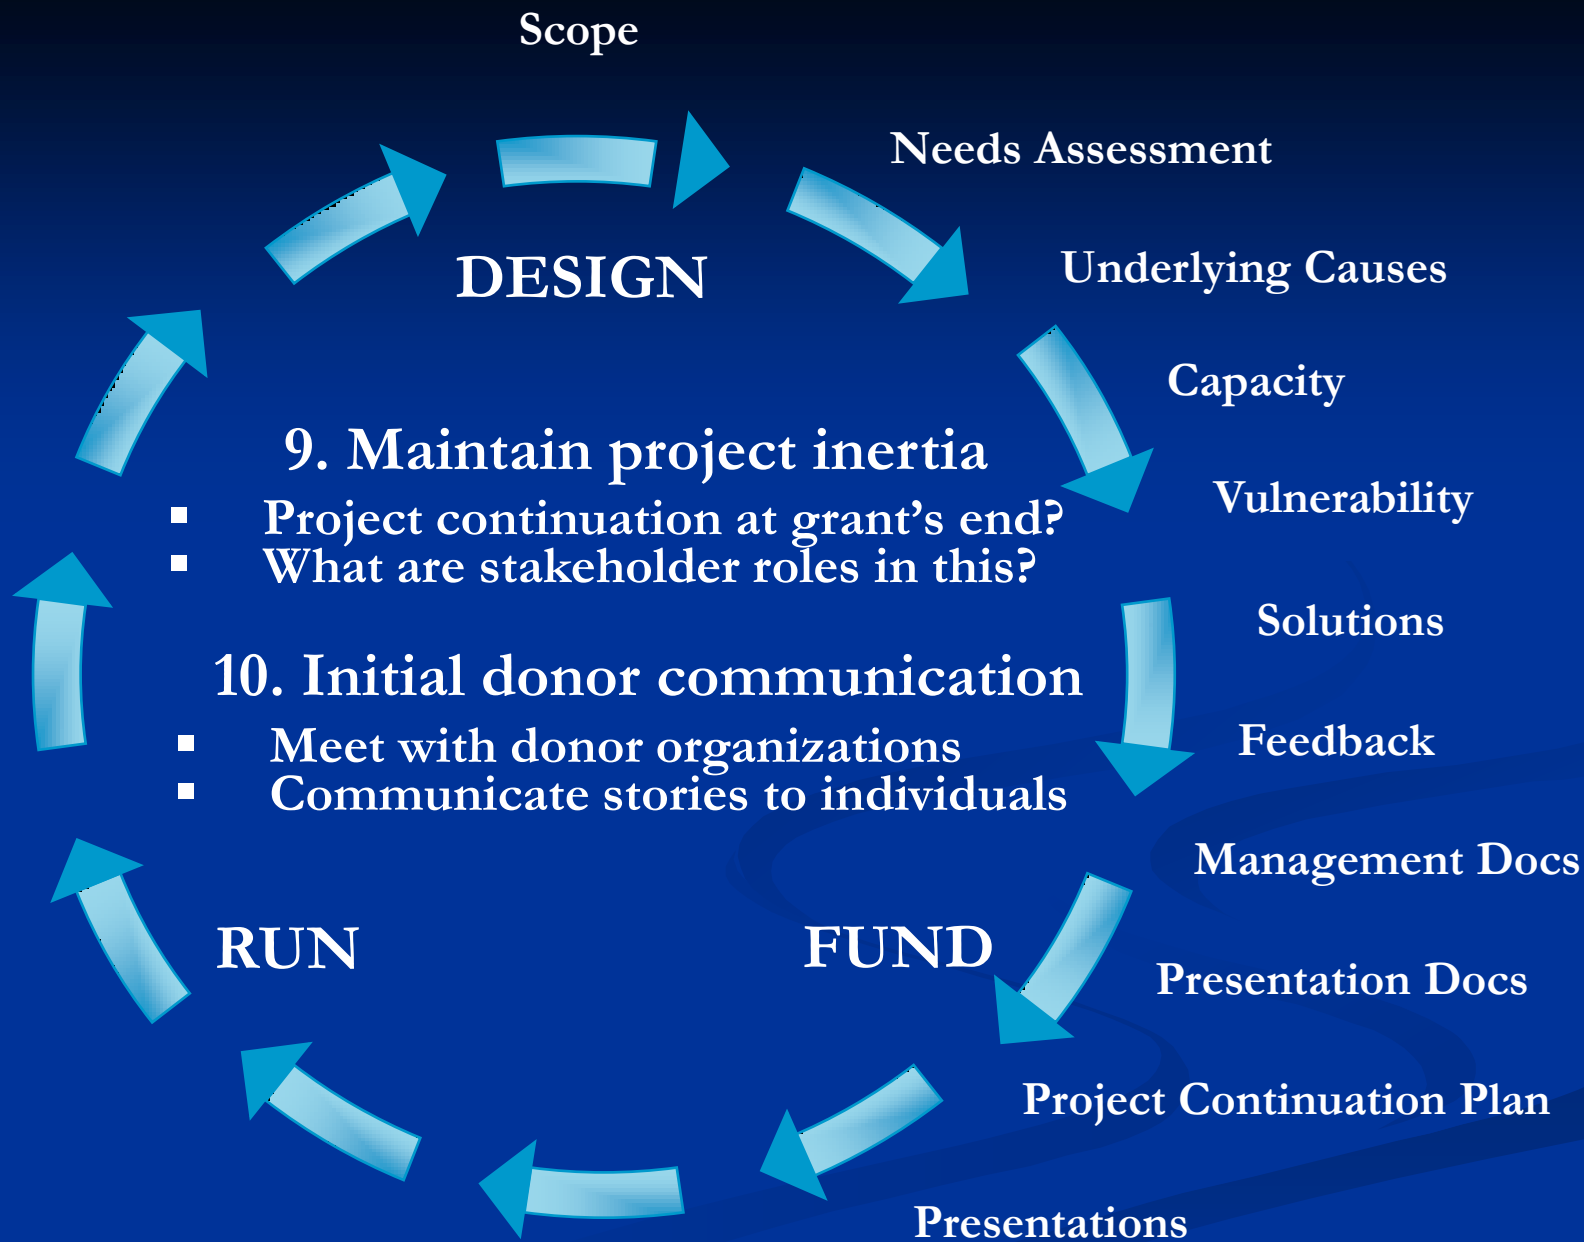 Scope
Needs Assessment
DESIGN
Underlying Causes
Capacity
9. Maintain project inertia
Vulnerability
▪ Project continuation at grant’s end?
▪ What are stakeholder roles in this?
Solutions
10. Initial donor communication
Feedback
▪ Meet with donor organizations
▪ Communicate stories to individuals
Management Docs
RUN
FUND
Presentation Docs
Project Continuation Plan
Presentations